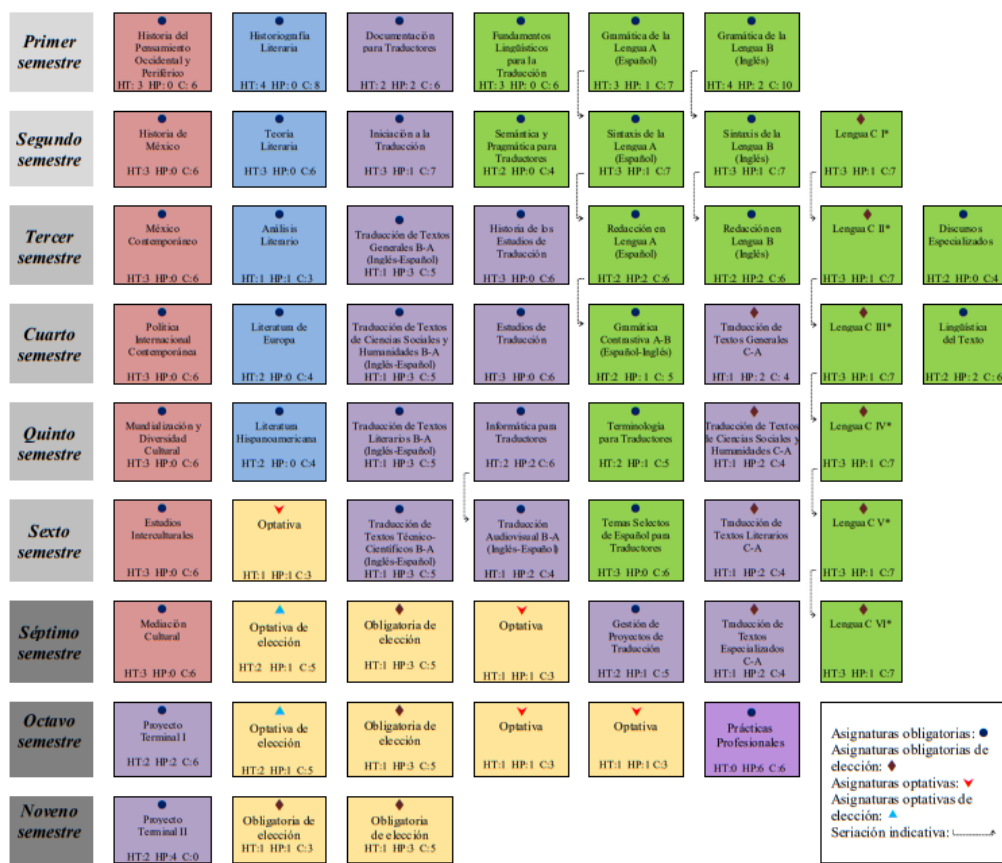 Primer
semestre
Historia del
Pensamiento
Occidental y
Periférico
HT: 3 HP: 0 C: 6
Historiografía
Literaria
HT: 4 HP: 0 C: 8
Documentación
para Traductores
HT: 2 HP: 2 C: 6
Fundamentos
Lingüísticos
para la
Traducción
HT: 3 HP: 0 C: 6
Gramática de la
Lengua A
(Español)
HT: 3 HP: 1 C: 7
Gramática de la
Lengua B
(Inglés)
HT: 4 HP: 2 C: 10
Segundo
semestre
Historia de
México
HT:3 HP:0 C:6
Teoría
Literaria
HT:3 HP:0 C:6
Iniciación a la
Traducción
HT:3 HP:1 C:7
Semántica y
Pragmática para
Traductores
HT:2 HP:0 C:4
Sintaxis de la
Lengua A
(Español)
HT:3 HP:1 C:7
Sintaxis de la
Lengua B
(Inglés)
HT:3 HP:1 C:7
Lengua C I*
HT:3 HP:1 C:7
Tercer
semestre
México
Contemporáneo
HT:3 HP:0 C:6
Análisis
Literario
HT:1 HP:1 C:3
Traducción de Textos
Generales B-A
(Inglés-Español)
HT:1 HP:3 C:5
Historia de los
Estudios de
Traducción
HT:3 HP:0 C:6
Redacción en
Lengua A
(Español)
HT:2 HP:2 C:6
Redacción en
Lengua B
(Inglés)
HT:2 HP:2 C:6
Lengua C II*
HT:3 HP:1 C:7
Discursos
Especializados
HT:2 HP:0 C:4
Cuarto
semestre
Política
Internacional
Contemporánea
HT:3 HP:0 C:6
Literatura de
Europa
HT:2 HP:0 C:4
Traducción de Textos
de Ciencias Sociales y
Humanidades B-A
(Inglés-Español)
HT:1 HP:3 C:5
Estudios de
Traducción
HT:3 HP:0 C:6
Gramática
Contrastiva A-B
(Español-Inglés)
HT:2 HP:1 C: 5
Traducción de
Textos Generales
C-A
HT:1 HP:2 C: 4
Lengua C III*
HT:3 HP:1 C:7
Lingüística
del Texto
HT:2 HP:2 C:6
Quinto
semestre
Mundialización y
Diversidad
Cultural
HT:3 HP:0 C:6
Literatura
Hispanoamericana
HT:2 HP: 0 C:4
Traducción de Textos
Literarios B-A
(Inglés-Español)
HT:1 HP:3 C:5
Informática para
Traductores
HT:2 HP:2 C:6
Terminología
para Traductores
HT:2 HP:1 C:5
Traducción de Textos
de Ciencias Sociales y
Humanidades C-A
HT:1 HP:2 C:4
Lengua C IV*
HT:3 HP:1 C:7
Sexto
semestre
Estudios
Interculturales
HT:3 HP:0 C:6
Optativa
HT:1 HP:1 C:3
Traducción de
Textos Técnico-
Científicos B-A
(Inglés-Español)
HT:1 HP:3 C:5
Traducción
Audiovisual B-A
(Inglés-Español)
HT:1 HP:2 C:4
Temas Selectos
de Español para
Traductores
HT:3 HP:0 C:6
Traducción de
Textos Literarios
C-A
HT:1 HP:2 C:4
Lengua C V*
HT:3 HP:1 C:7
Séptimo
semestre
Mediación
Cultural
HT:3 HP:0 C:6
Optativa de
elección
HT:2 HP:1 C:5
Obligatoria de
elección
HT:1 HP:3 C:5
Optativa
HT:1 HP:1 C:3
Gestión de
Proyectos de
Traducción
HT:2 HP:1 C:5
Traducción de
Textos
Especializados
C-A
HT:1 HP:2 C:4
Lengua C VI*
HT:3 HP:1 C:7
Octavo
semestre
Proyecto
Terminal I
HT:2 HP:2 C:6
Optativa de
elección
HT:2 HP:1 C:5
Obligatoria de
elección
HT:1 HP:3 C:5
Optativa
HT:1 HP:1 C:3
Optativa
HT:1 HP:1 C:3
Prácticas
Profesionales
HT:0 HP:6 C:6
Asignaturas obligatorias:
Asignaturas obligatorias de
elección:
Asignaturas optativas:
Asignaturas optativas de
elección:
Seriación indicativa:
Noveno
semestre
Proyecto
Terminal II
HT:2 HP:4 C:0
Obligatoria de
elección
HT:1 HP:1 C:3
Obligatoria
de elección
HT:1 HP:3 C:5